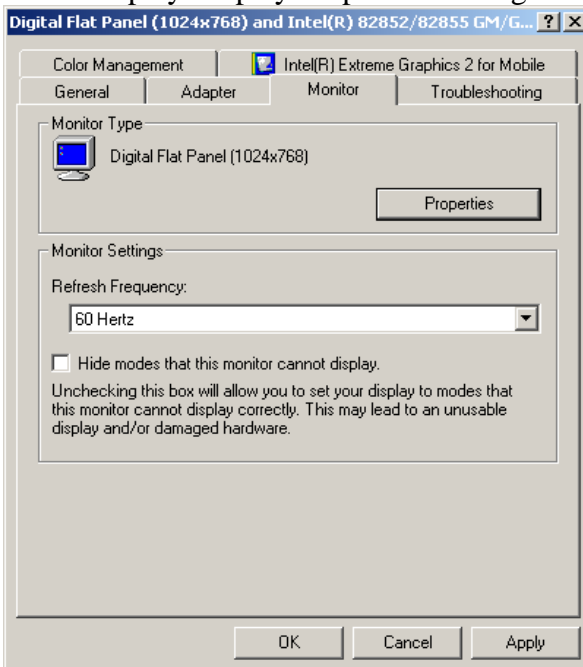 Digital Flat Panel (1024x768) and Intel(R) 82852/82855 GM/G...
Color Management Intel(R) Extreme Graphics 2 for Mobile
General Adapter Monitor Troubleshooting
Monitor Type
Digital Flat Panel (1024x768)
Properties
Monitor Settings
Refresh Frequency:
60 Hertz
Hide modes that this monitor cannot display.
Unchecking this box will allow you to set your display to modes that
this monitor cannot display correctly. This may lead to an unusable
display and/or damaged hardware.
OK Cancel Apply